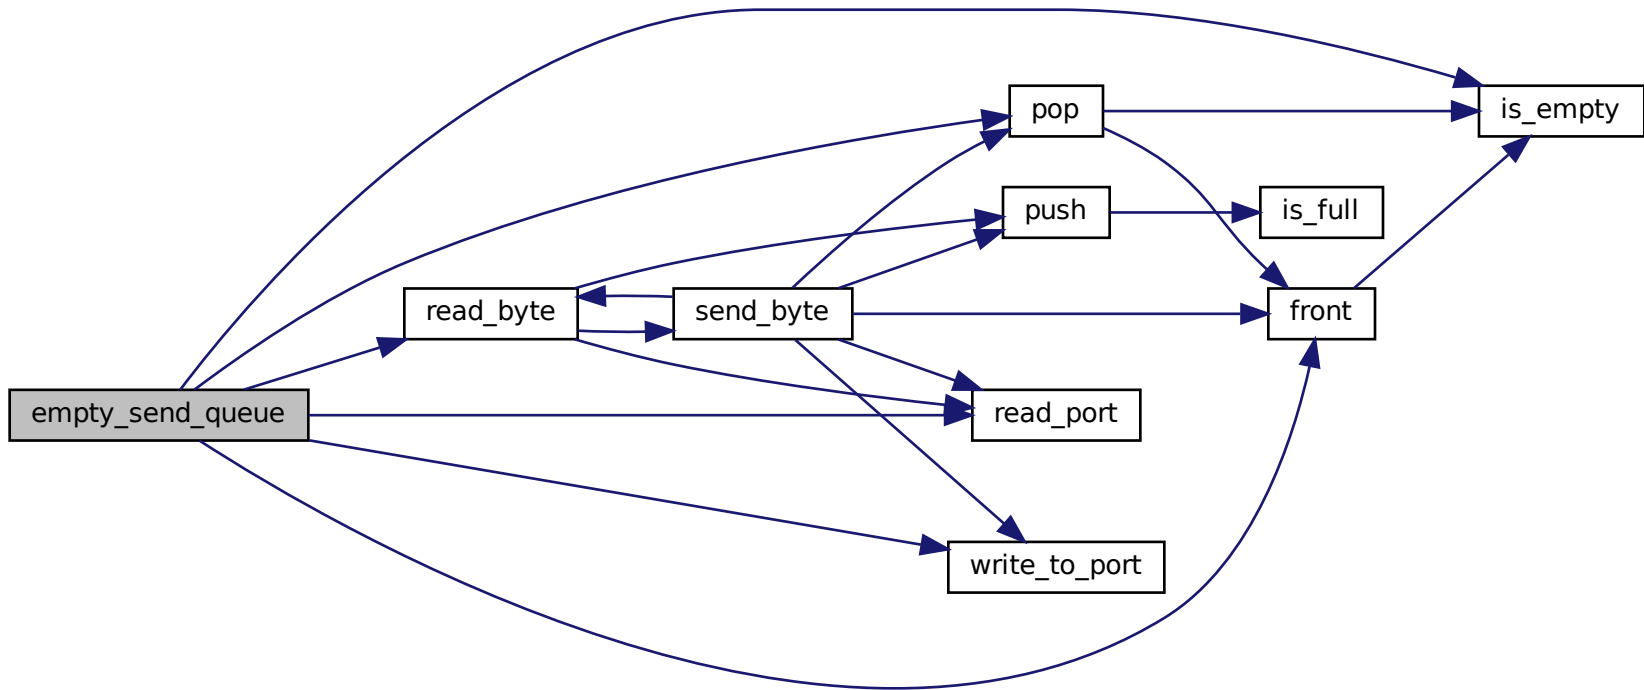 pop
is_empty
push
is_full
read_byte
send_byte
front
empty_send_queue
read_port
write_to_port